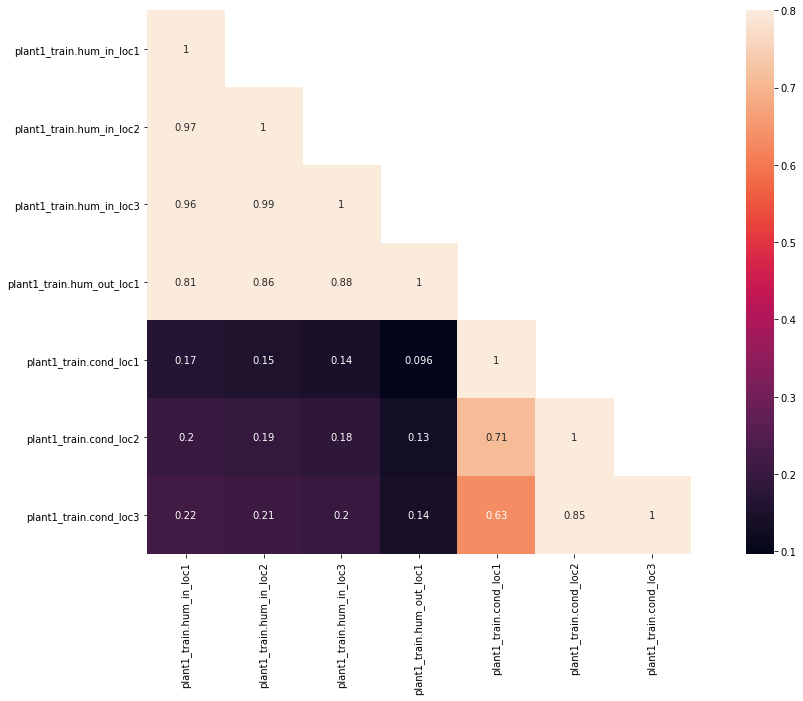 plant1_train.hum_in_loc1
1
plant1_train.hum_in_loc2
0.97 1
plant1_train.hum_in_loc3
0.96 0.99 1
plant1_train.hum_out_loc1
0.81 0.86 0.88 1
plant1_train.cond_loc1
0.17 0.15 0.14 0.096 1
plant1_train.cond_loc2
0.2 0.19 0.18 0.13 0.71 1
plant1_train.cond_loc3
0.22 0.21 0.2 0.14 0.63 0.85 1
plant1_train.hum_in_loc1
plant1_train.hum_in_loc2
plant1_train.hum_in_loc3
plant1_train.hum_out_loc1
plant1_train.cond_loc1
plant1_train.cond_loc2
plant1_train.cond_loc3
0.8
0.7
0.6
0.5
0.4
0.3
0.2
0.1